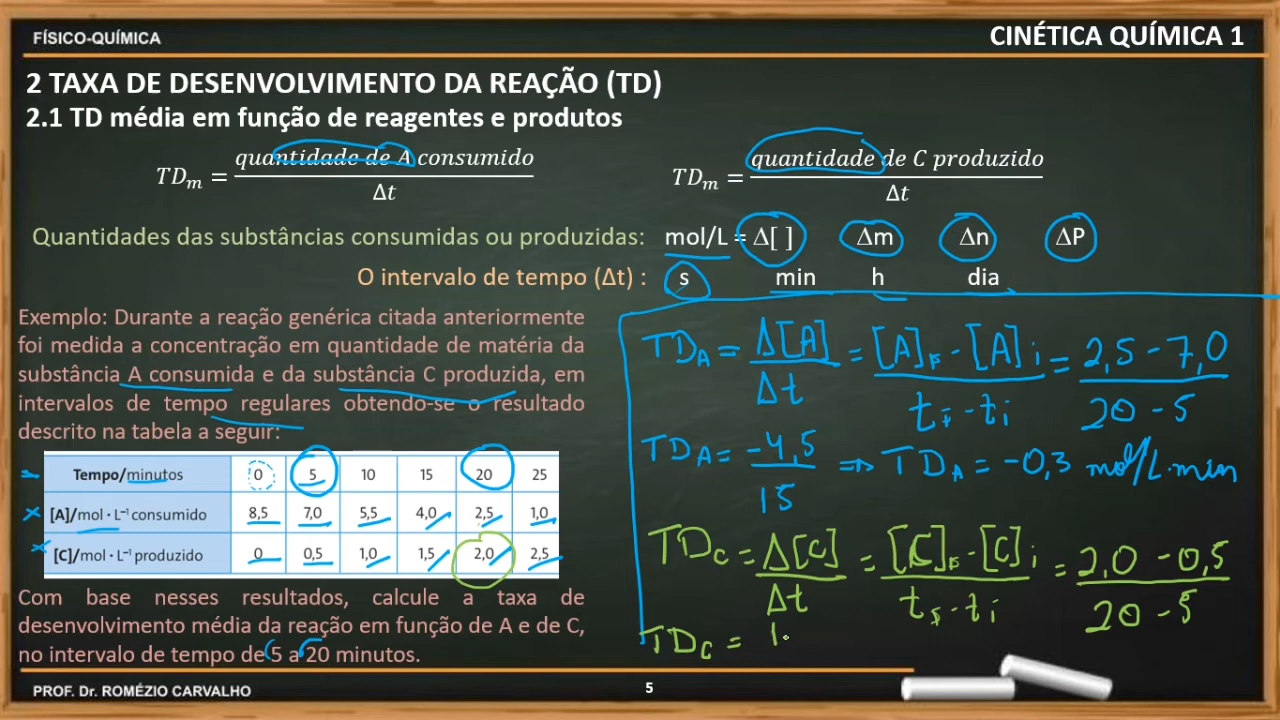 FÍSICO-QUÍMICA
CINÉTICA QUÍMICA 1
2 TAXA DE DESENVOLVIMENTO DA REAÇÃO (TD)
2.1 TD média em função de reagentes e produtos
TDₘ = quantidade de A consumido / Δt
TDₘ = quantidade de C produzido / Δt
Quantidades das substâncias consumidas ou produzidas: mol/L = Δ[ ] Δm Δn ΔP
O intervalo de tempo (Δt) : s min h dia
Exemplo: Durante a reação genérica citada anteriormente
foi medida a concentração em quantidade de matéria da
substância A consumida e da substância C produzida, em
intervalos de tempo regulares obtendo-se o resultado
descrito na tabela a seguir:
Tempo/minutos 0 5 10 15 20 25
[A]/mol · L⁻¹ consumido 8,5 7,0 5,5 4,0 2,5 1,0
[C]/mol · L⁻¹ produzido 0 0,5 1,0 1,5 2,0 2,5
Com base nesses resultados, calcule a taxa de
desenvolvimento média da reação em função de A e de C,
no intervalo de tempo de 5 a 20 minutos.
TD_A = Δ[A] / Δt = [A]f - [A]i / tf - ti = 2,5 - 7,0 / 20 - 5
TD_A = -4,5 / 15 ⇒ TD_A = -0,3 mol/L.min
TD_C = Δ[C] / Δt = [C]f - [C]i / tf - ti = 2,0 - 0,5 / 20 - 5
TD_C = 1,
PROF. Dr. ROMÉZIO CARVALHO
5